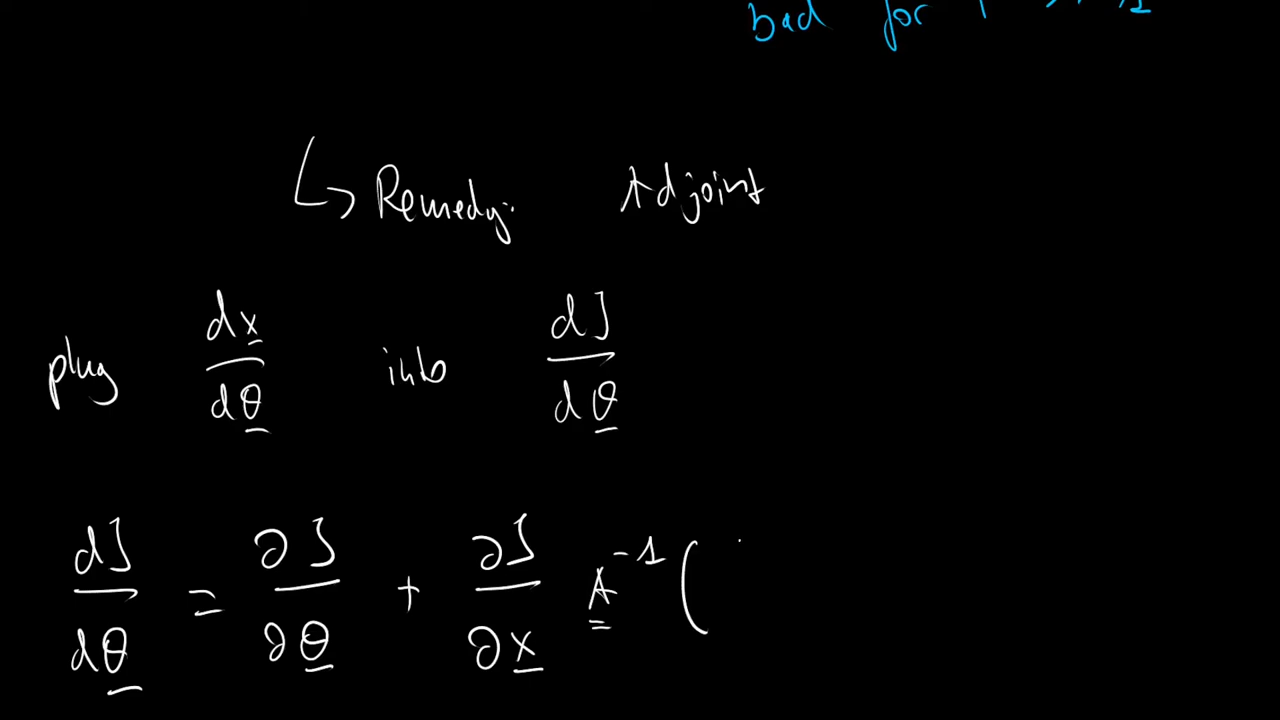 bad for
↳ Remedy: Adjoint
plug dx/dθ into dJ/dθ
dJ/dθ = ∂J/∂θ + ∂J/∂x A⁻¹ (